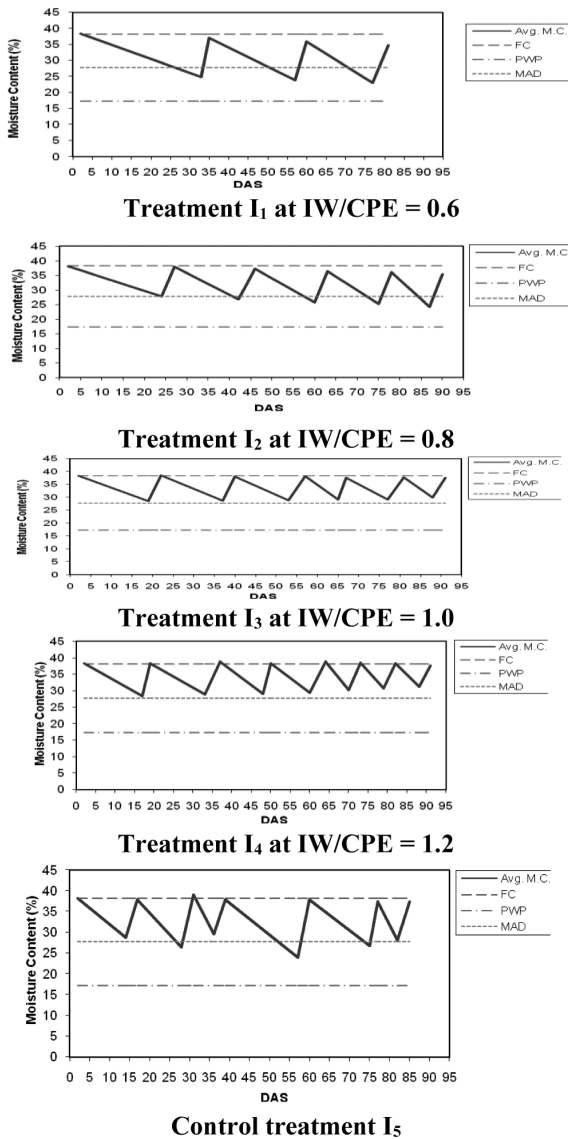 Moisture Content (%)
45
40
35
30
25
20
15
10
5
0
0 5 10 15 20 25 30 35 40 45 50 55 60 65 70 75 80 85 90 95
DAS
Avg. M.C.
FC
PWP
MAD
Treatment I₁ at IW/CPE = 0.6
Moisture Content (%)
45
40
35
30
25
20
15
10
5
0
0 5 10 15 20 25 30 35 40 45 50 55 60 65 70 75 80 85 90 95
DAS
Avg. M.C.
FC
PWP
MAD
Treatment I₂ at IW/CPE = 0.8
Moisture Content (%)
45
40
35
30
25
20
15
10
5
0
0 5 10 15 20 25 30 35 40 45 50 55 60 65 70 75 80 85 90 95
DAS
Avg. M.C.
FC
PWP
MAD
Treatment I₃ at IW/CPE = 1.0
Moisture Content (%)
45
40
35
30
25
20
15
10
5
0
0 5 10 15 20 25 30 35 40 45 50 55 60 65 70 75 80 85 90 95
DAS
Avg. M.C.
FC
PWP
MAD
Treatment I₄ at IW/CPE = 1.2
Moisture Content (%)
45
40
35
30
25
20
15
10
5
0
0 5 10 15 20 25 30 35 40 45 50 55 60 65 70 75 80 85 90 95
DAS
Avg. M.C.
FC
PWP
MAD
Control treatment I₅